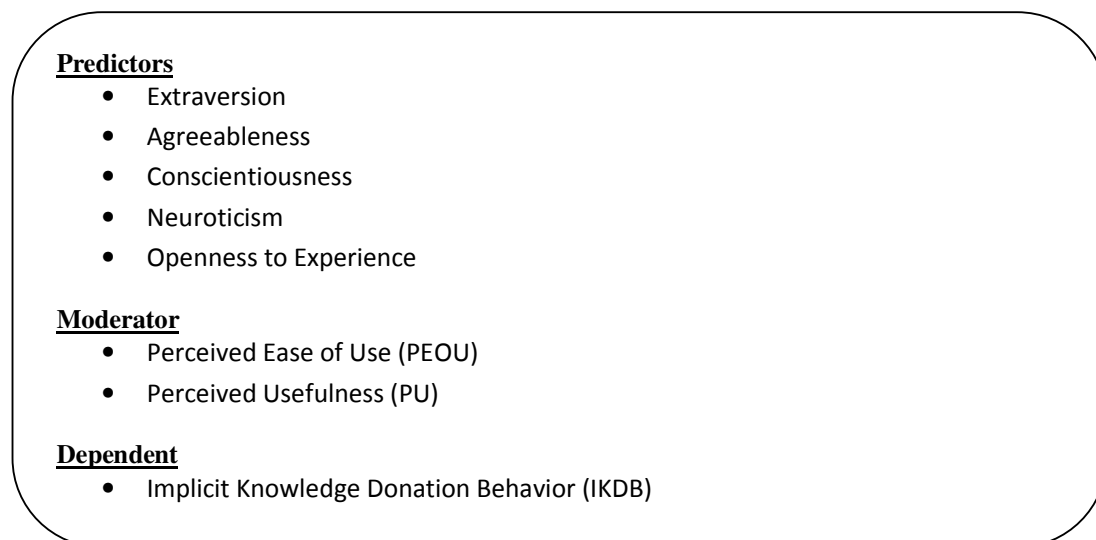 Predictors
• Extraversion
• Agreeableness
• Conscientiousness
• Neuroticism
• Openness to Experience
Moderator
• Perceived Ease of Use (PEOU)
• Perceived Usefulness (PU)
Dependent
• Implicit Knowledge Donation Behavior (IKDB)